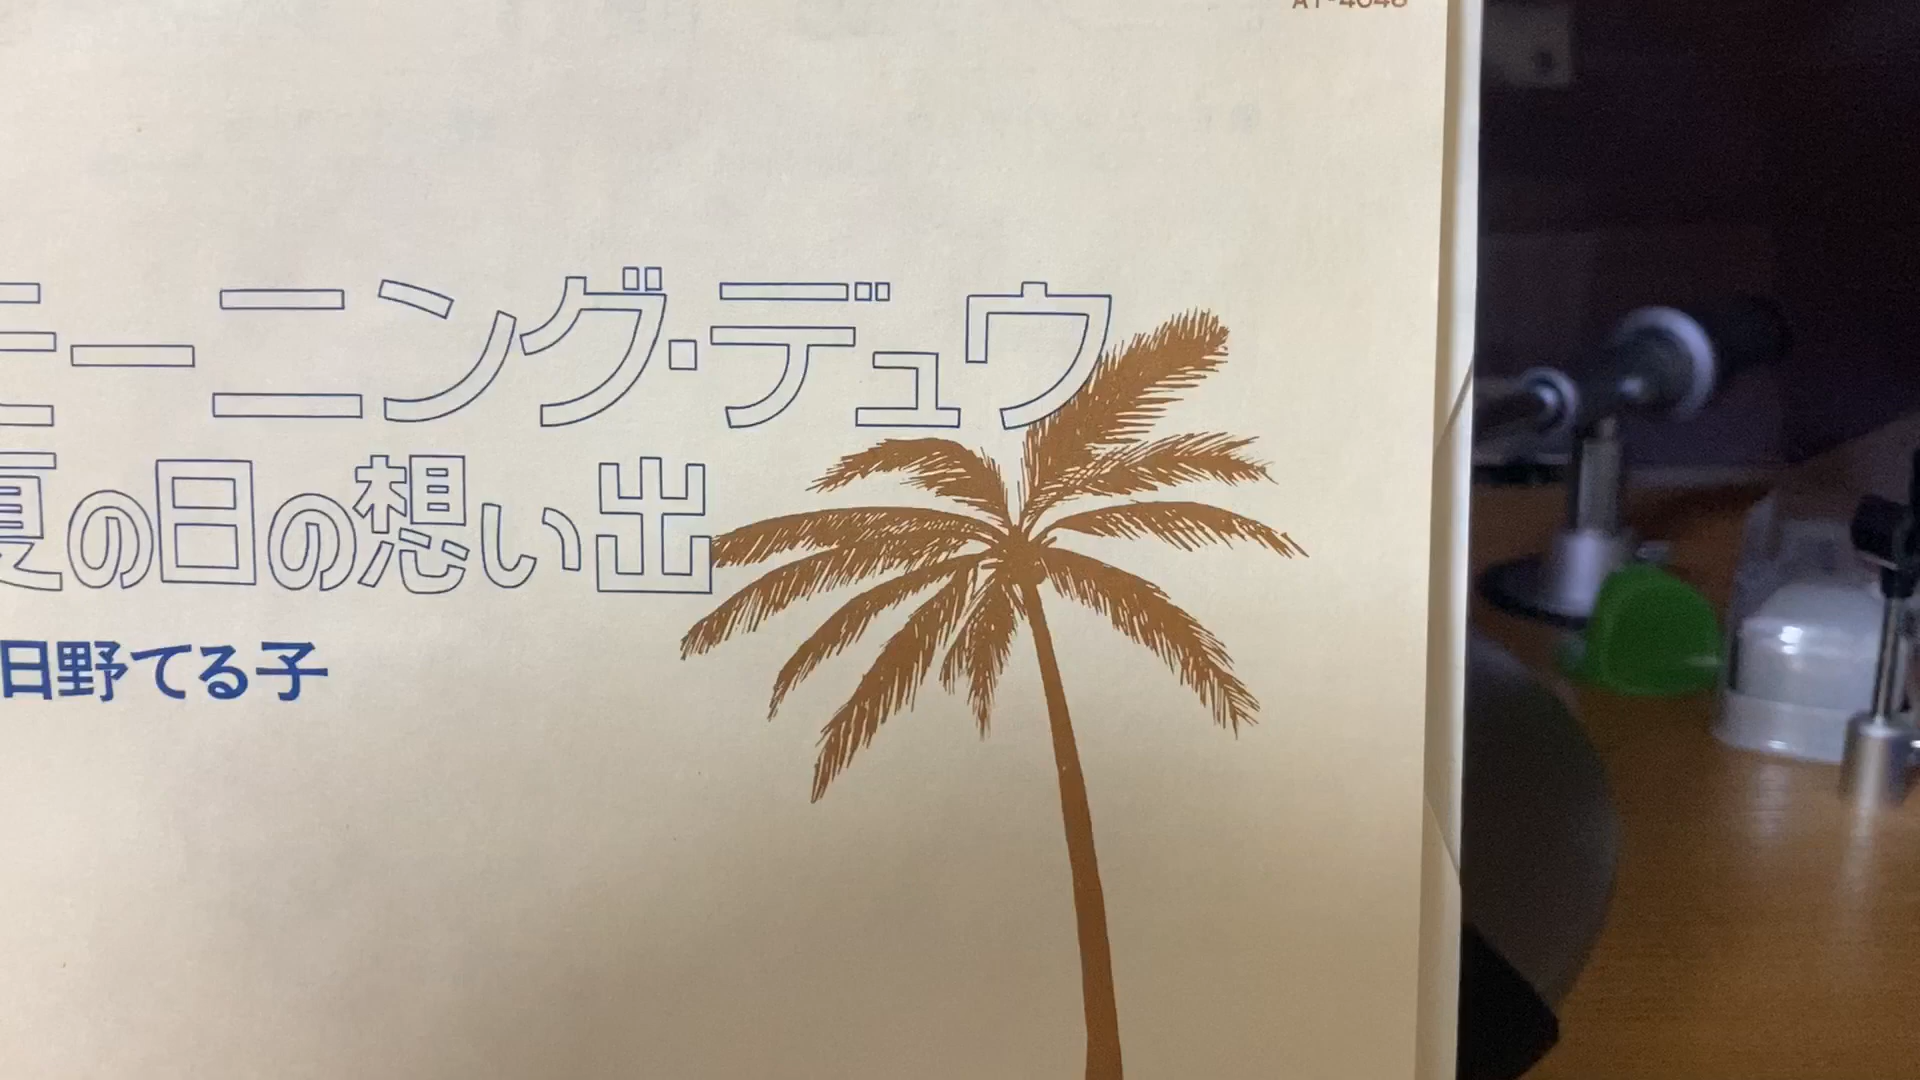 モーニング・デュウ
夏の日の想い出
日野てる子